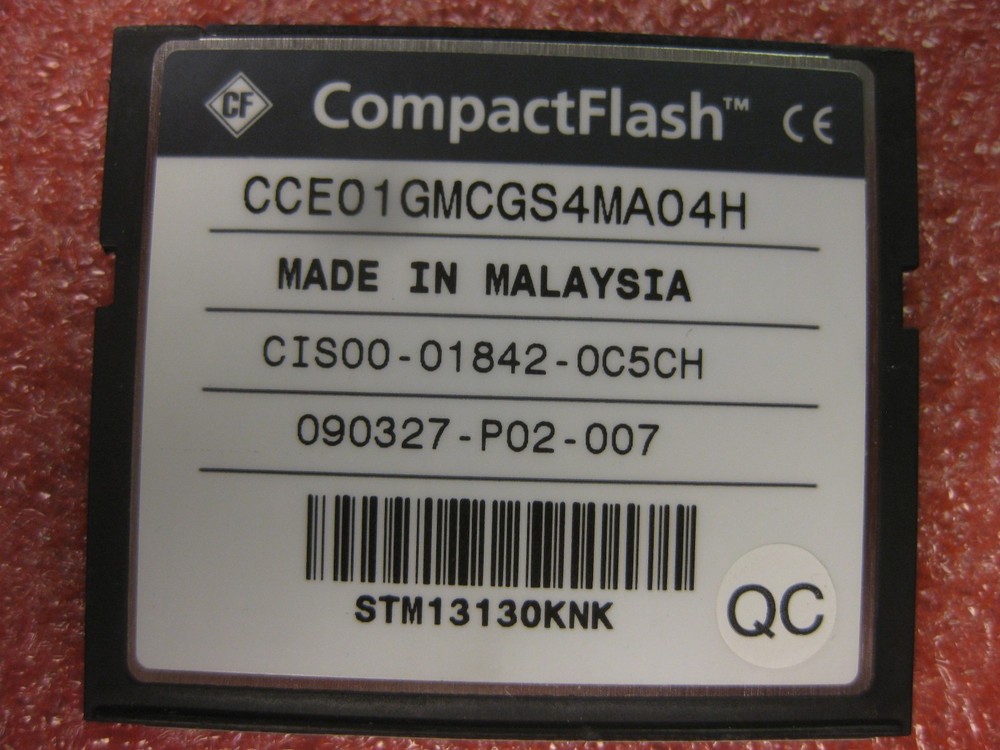 CF CompactFlash™ CE
CCE01GMCGS4MA04H
MADE IN MALAYSIA
CIS00-01842-0C5CH
090327-P02-007
STM13130KNK
QC